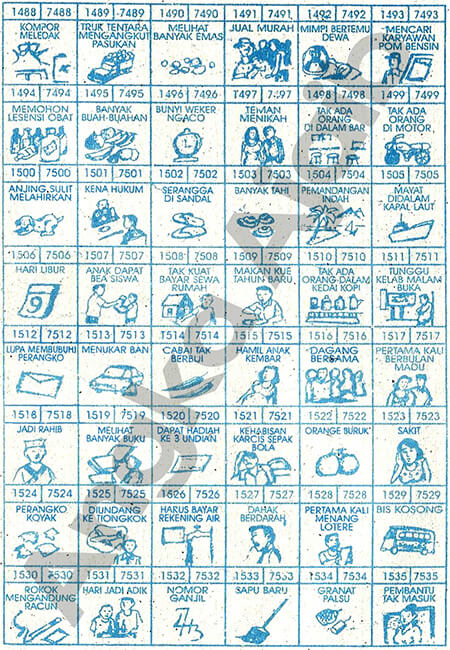 1488 7488
KOMPOR
MELEDAK
1489 7489
TRUK TENTARA
MENGANGKUT
PASUKAN
1490 7490
MELIHAT
BANYAK EMAS
1491 7491
JUAL MURAH
1492 7492
MIMPI BERTEMU
DEWA
1493 7493
MENCARI
KARYAWAN
POM BENSIN
1494 7494
MEMOHON
LESENSI OBAT
1495 7495
BANYAK
BUAH-BUAHAN
1496 7496
BUNYI WEKER
NGACO
1497 7497
TEMAN
MENIKAH
1498 7498
TAK ADA
ORANG
DI DALAM BAR
1499 7499
TAK ADA
ORANG
DI MOTOR
1500 7500
ANJING SULIT
MELAHIRKAN
1501 7501
KENA HUKUM
1502 7502
SERANGGA
DI SANDAL
1503 7503
BANYAK TAHI
1504 7504
PEMANDANGAN
INDAH
1505 7505
MAYAT
DIDALAM
KAPAL LAUT
1506 7506
HARI LIBUR
1507 7507
ANAK DAPAT
BEA SISWA
1508 7508
TAK KUAT
BAYAR SEWA
RUMAH
1509 7509
MAKAN KUE
TAHUN BARU
1510 7510
TAK ADA
ORANG DALAM
KEDAI KOPI
1511 7511
TUNGGU
KELAB MALAM
BUKA
1512 7512
LUPA MEMBUBUHI
PERANGKO
1513 7513
MENUKAR BAN
1514 7514
CABAI TAK
BERBIJI
1515 7515
HAMIL ANAK
KEMBAR
1516 7516
DAGANG
BERSAMA
1517 7517
PERTAMA KALI
BERBULAN
MADU
1518 7518
JADI RAHIB
1519 7519
MELIHAT
BANYAK BUKU
1520 7520
DAPAT HADIAH
KE 3 UNDIAN
1521 7521
KEHABISAN
KARCIS SEPAK
BOLA
1522 7522
ORANGE BURUK
1523 7523
SAKIT
1524 7524
PERANGKO
KOYAK
1525 7525
DIUNDANG
KE TIONGKOK
1526 7526
HARUS BAYAR
REKENING AIR
1527 7527
DAHAK
BERDARAH
1528 7528
PERTAMA KALI
MENANG
LOTERE
1529 7529
BIS KOSONG
1530 7530
ROKOK
MENGANDUNG
RACUN
1531 7531
HARI JADI ADIK
1532 7532
NOMOR
GANJIL
1533 7533
SAPU BARU
1534 7534
GRANAT
PALSU
1535 7535
PEMBANTU
TAK MASUK
Angka